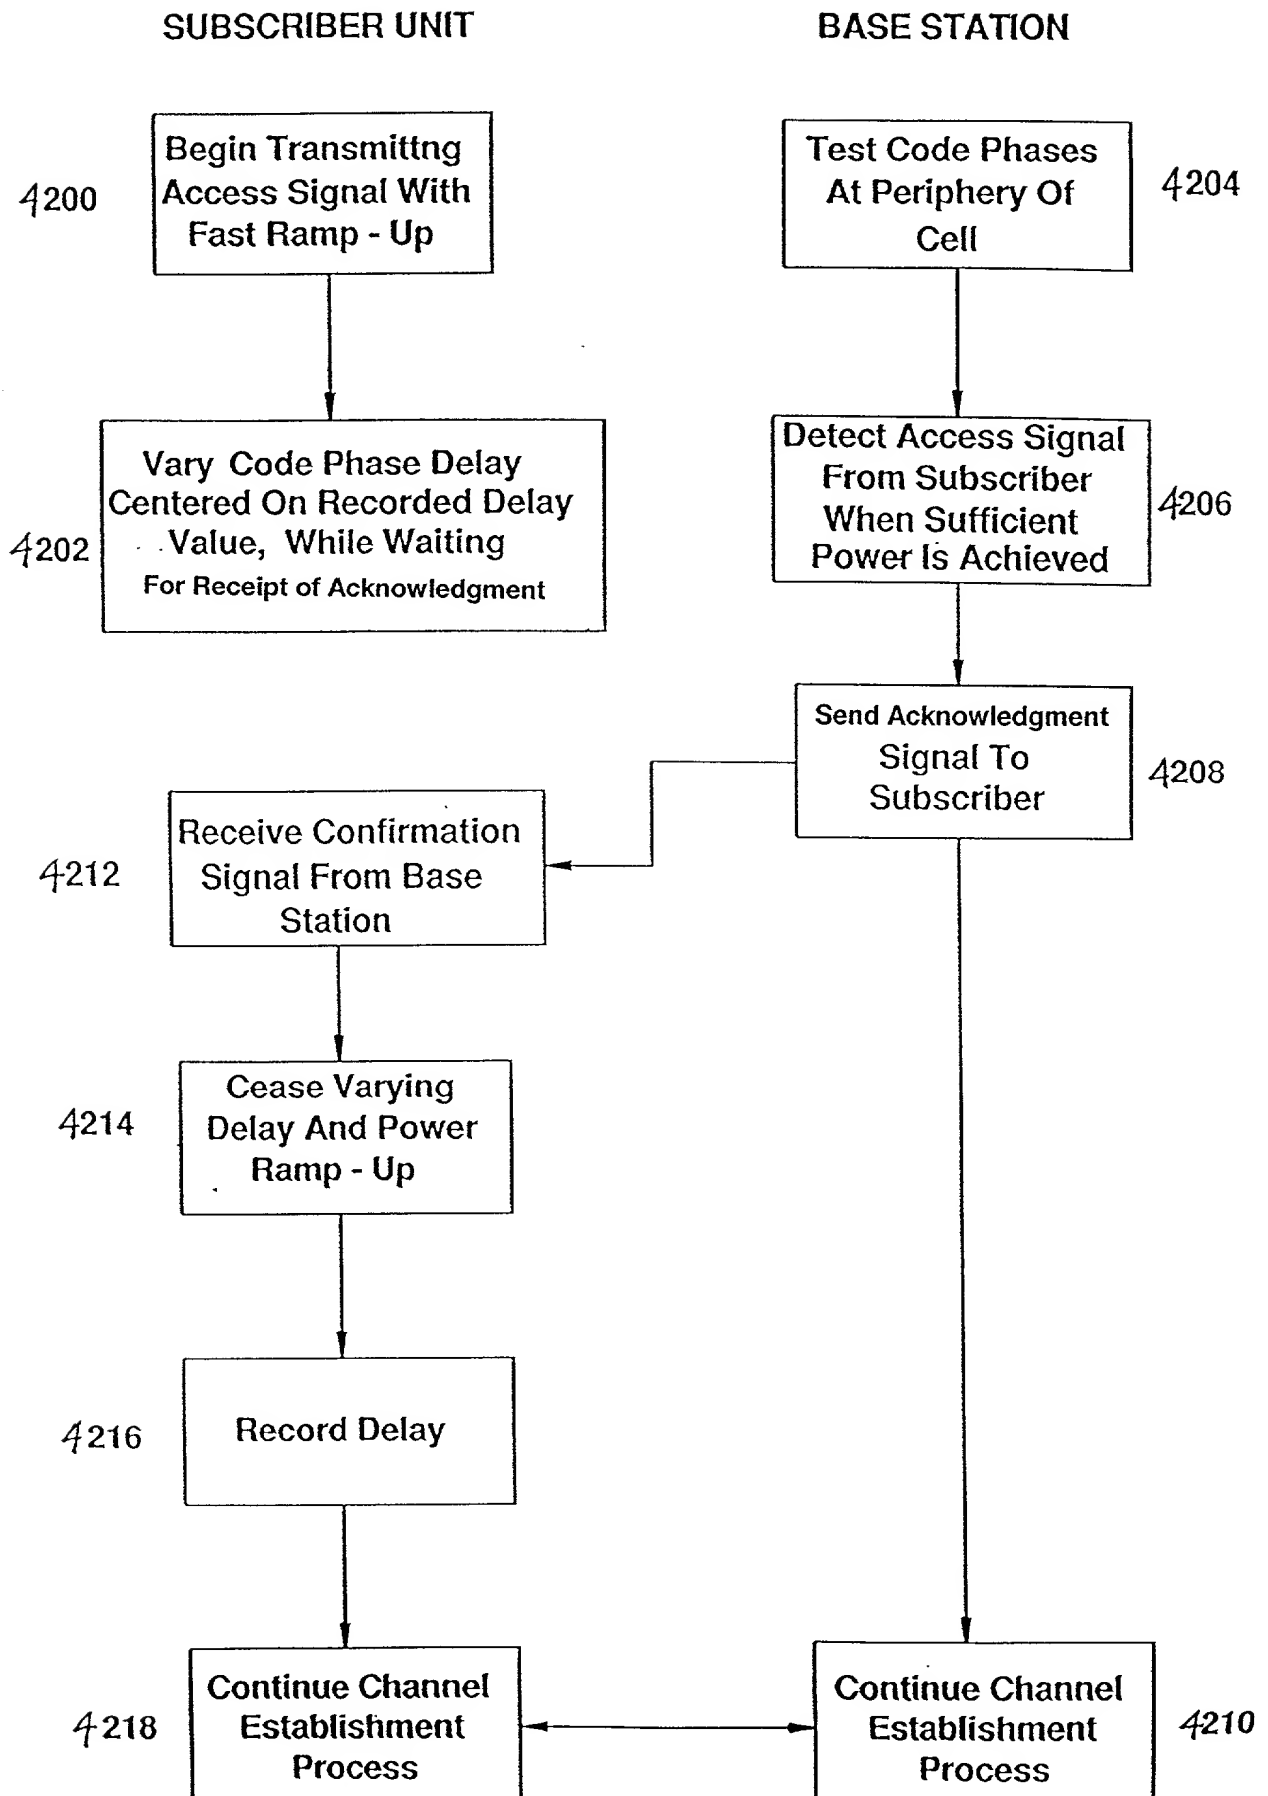 SUBSCRIBER UNIT
BASE STATION
4200
Begin Transmittng
Access Signal With
Fast Ramp - Up
Test Code Phases
At Periphery Of
Cell
4204
4202
Vary Code Phase Delay
Centered On Recorded Delay
Value, While Waiting
For Receipt of Acknowledgment
Detect Access Signal
From Subscriber
When Sufficient
Power Is Achieved
4206
Send Acknowledgment
Signal To
Subscriber
4208
4212
Receive Confirmation
Signal From Base
Station
4214
Cease Varying
Delay And Power
Ramp - Up
4216
Record Delay
4218
Continue Channel
Establishment
Process
Continue Channel
Establishment
Process
4210